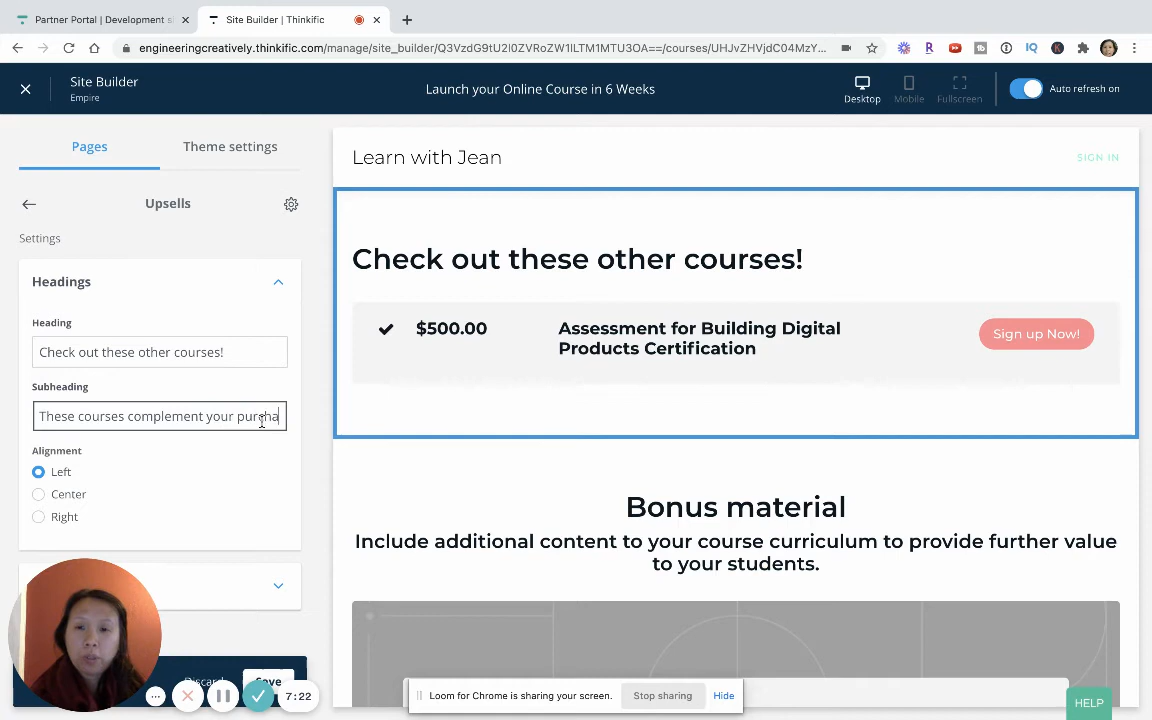 Partner Portal | Development s
Site Builder | Thinkific
engineeringcreatively.thinkific.com/manage/site_builder/Q3VzdG9tU2l0ZVRoZW1lLTM1MTU3OA==/courses/UHJvZHVjdC04MzY...
Site Builder
Empire
Launch your Online Course in 6 Weeks
Desktop
Mobile
Fullscreen
Auto refresh on
Pages
Theme settings
Upsells
Settings
Headings
Heading
Check out these other courses!
Subheading
These courses complement your purcha
Alignment
Left
Center
Right
Discard
Save
7:22
Learn with Jean
SIGN IN
Check out these other courses!
$500.00
Assessment for Building Digital
Products Certification
Sign up Now!
Bonus material
Include additional content to your course curriculum to provide further value
to your students.
Loom for Chrome is sharing your screen.
Stop sharing
Hide
HELP